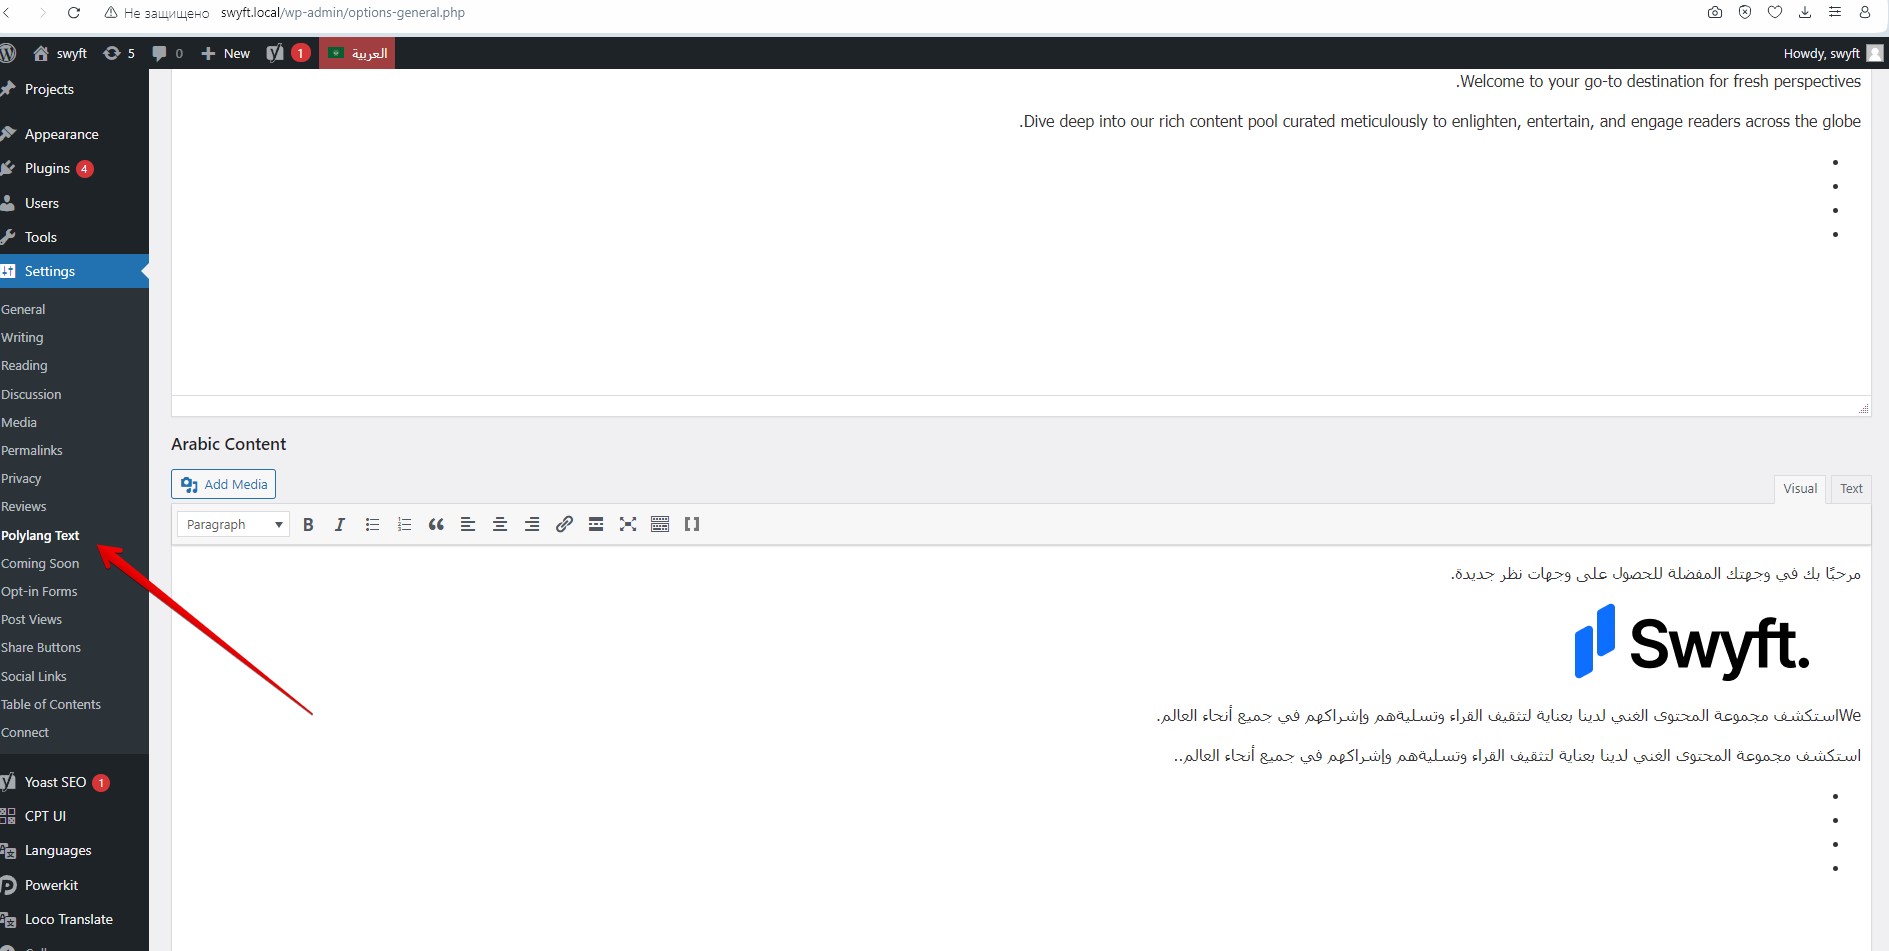 Не защищено swyft.local/wp-admin/options-general.php
swyft 5 0 New 1 العربية Howdy, swyft
Projects
Appearance
Plugins 4
Users
Tools
Settings
General
Writing
Reading
Discussion
Media
Permalinks
Privacy
Reviews
Polylang Text
Coming Soon
Opt-in Forms
Post Views
Share Buttons
Social Links
Table of Contents
Connect
Yoast SEO 1
CPT UI
Languages
Powerkit
Loco Translate
.Welcome to your go-to destination for fresh perspectives
.Dive deep into our rich content pool curated meticulously to enlighten, entertain, and engage readers across the globe
Arabic Content
Add Media
Visual Text
Paragraph B I
مرحبًا بك في وجهتك المفضلة للحصول على وجهات نظر جديدة.
Swyft.
Weاستكشف مجموعة المحتوى الغني لدينا بعناية لتثقيف القراء وتسليةهم وإشراكهم في جميع أنحاء العالم.
استكشف مجموعة المحتوى الغني لدينا بعناية لتثقيف القراء وتسليةهم وإشراكهم في جميع أنحاء العالم..